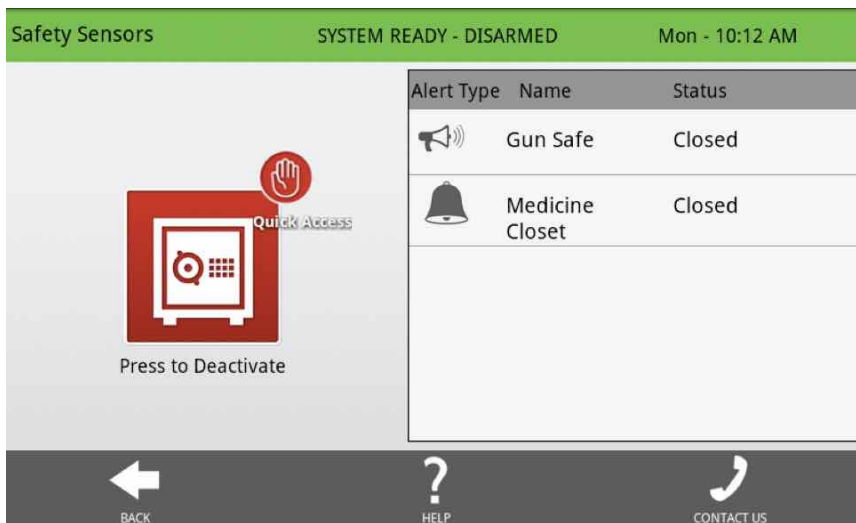 Safety Sensors SYSTEM READY - DISARMED Mon - 10:12 AM
Alert Type Name Status
Gun Safe Closed
Medicine Closed
Closet
Quick Access
Press to Deactivate
BACK HELP CONTACT US